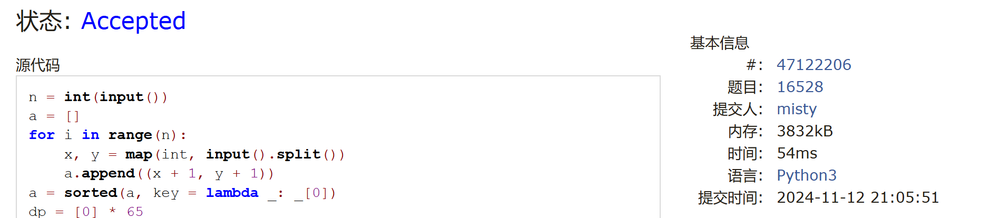 状态: Accepted
源代码
n = int(input())
a = []
for i in range(n):
    x, y = map(int, input().split())
    a.append((x + 1, y + 1))
a = sorted(a, key = lambda _: _[0])
dp = [0] * 65
基本信息
#: 47122206
题目: 16528
提交人: misty
内存: 3832kB
时间: 54ms
语言: Python3
提交时间: 2024-11-12 21:05:51